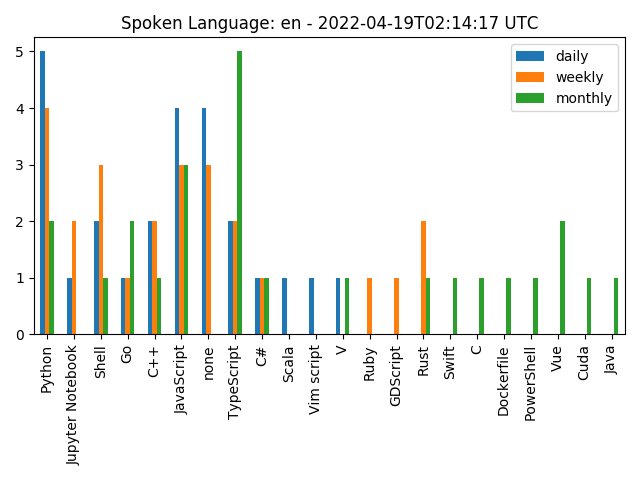 Spoken Language: en - 2022-04-19T02:14:17 UTC
daily
weekly
monthly
5
4
3
2
1
0
Python
Jupyter Notebook
Shell
Go
C++
JavaScript
none
TypeScript
C#
Scala
Vim script
V
Ruby
GDScript
Rust
Swift
C
Dockerfile
PowerShell
Vue
Cuda
Java